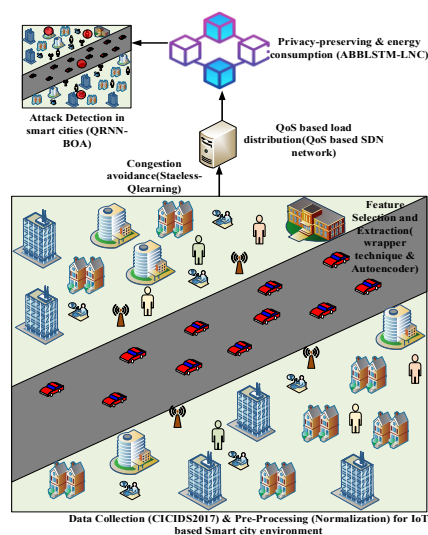 Privacy-preserving & energy
consumption (ABBLSTM-LNC)
Attack Detection in
smart cities (QRNN-
BOA)
QoS based load
distribution(QoS based SDN
network)
Congestion
avoidance(Staeless-
Qlearning)
Feature
Selection and
Extraction(
wrapper
technique &
Autoencoder)
Data Collection (CICIDS2017) & Pre-Processing (Normalization) for IoT
based Smart city environment